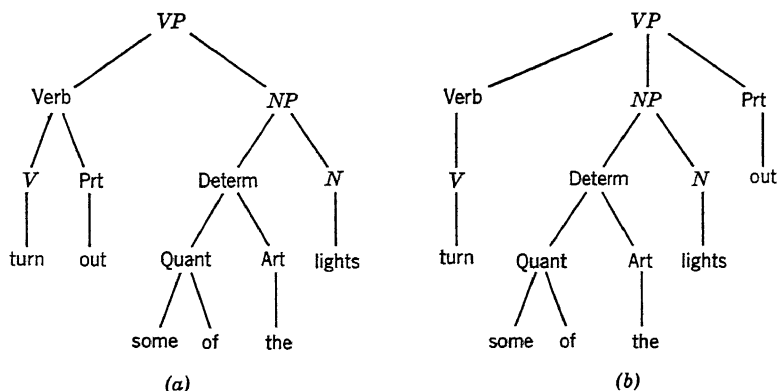 VP VP
Verb NP Verb NP Prt
V Prt Determ N V Determ N out
turn out Quant Art lights turn Quant Art lights
some of the some of the
(a) (b)